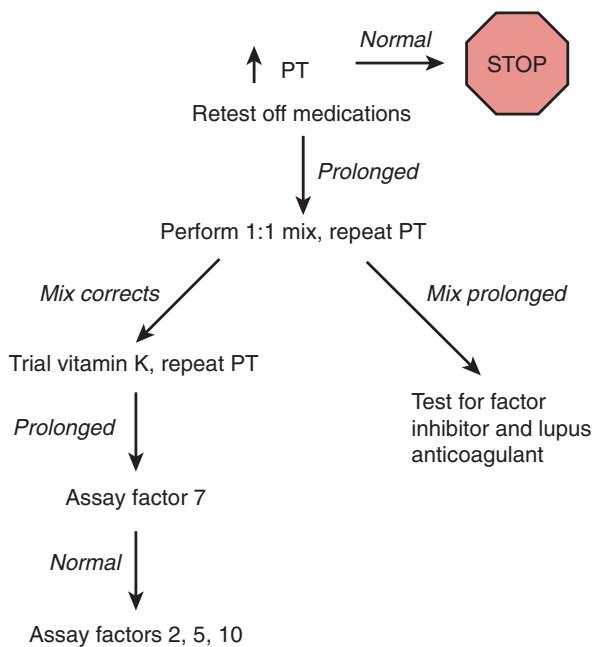 Normal
STOP
PT
Retest off medications
Prolonged
Perform 1:1 mix, repeat PT
Mix corrects
Mix prolonged
Trial vitamin K, repeat PT
Test for factor
inhibitor and lupus
anticoagulant
Prolonged
Assay factor 7
Normal
Assay factors 2, 5, 10